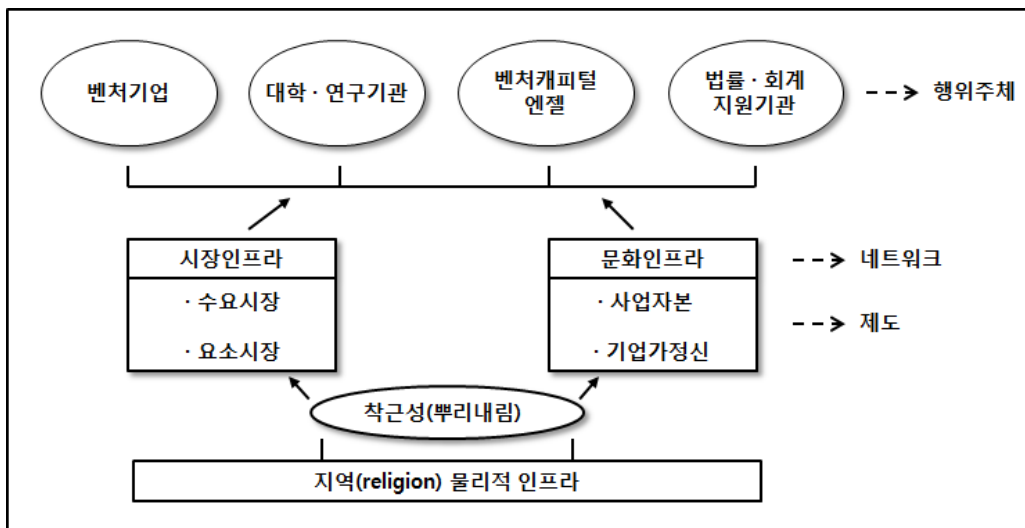 벤처기업
대학 · 연구기관
벤처캐피털
엔젤
법률 · 회계
지원기관
행위주체
시장인프라
문화인프라
네트워크
· 수요시장
· 사업자본
제도
· 요소시장
· 기업가정신
착근성(뿌리내림)
지역(religion) 물리적 인프라